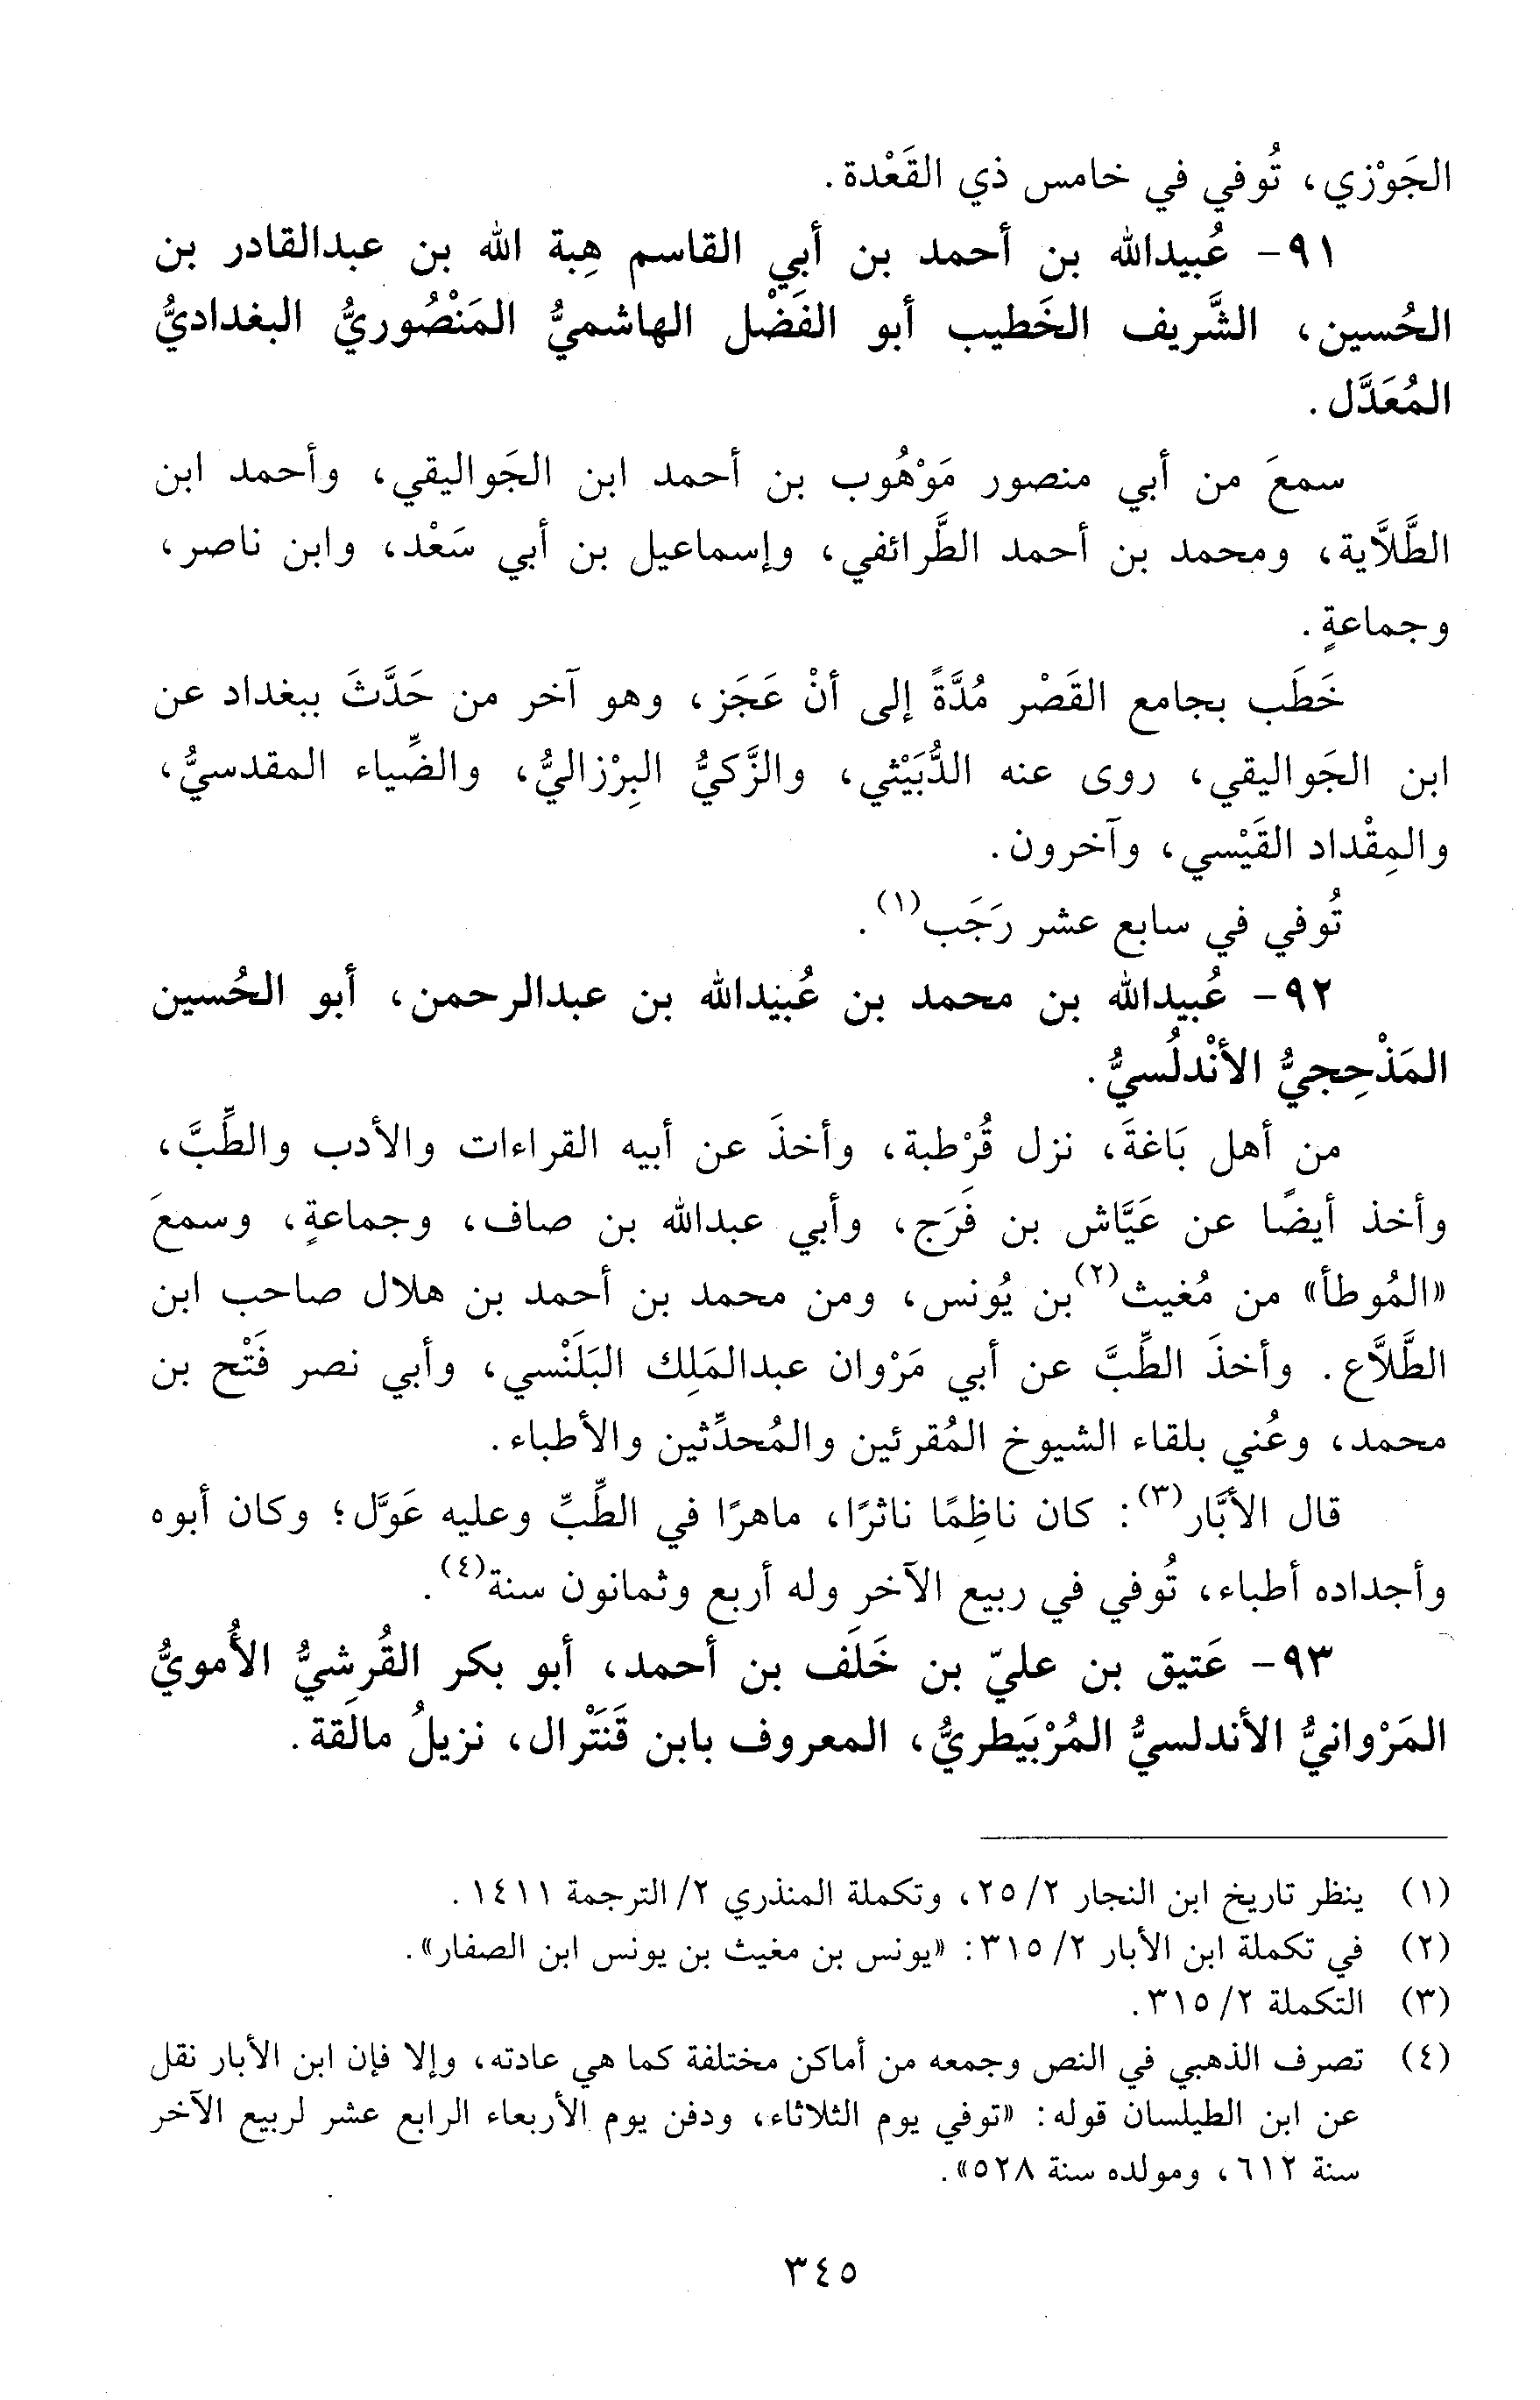 الجَوْزي، تُوفي في خامس ذي القَعْدة.
٩١- عُبيدالله بن أحمد بن أبي القاسم هِبة الله بن عبدالقادر بن
الحُسين، الشَّريف الخَطيب أبو الفَضْل الهاشميُّ المَنْصُوريُّ البغداديُّ
المُعَدَّل.
سمعَ من أبي منصور مَوْهُوب بن أحمد ابن الجَواليقي، وأحمد ابن
الطَّلاَّية، ومحمد بن أحمد الطَّرائفي، وإسماعيل بن أبي سَعْد، وابن ناصر،
وجماعةٍ.
خَطَب بجامع القَصْر مُدَّةً إلى أنْ عَجَز، وهو آخر من حَدَّثَ ببغداد عن
ابن الجَواليقي، روى عنه الدُّبَيْثي، والزَّكيُّ البِرْزاليُّ، والضِّياء المقدسيُّ،
والمِقْداد القَيْسي، وآخرون.
تُوفي في سابع عشر رَجَب(١).
٩٢- عُبيدالله بن محمد بن عُبيْدالله بن عبدالرحمن، أبو الحُسين
المَذْحِجيُّ الأنْدلُسيُّ.
من أهل بَاغةَ، نزل قُرْطبة، وأخذَ عن أبيه القراءات والأدب والطِّبَّ،
وأخذ أيضًا عن عَيَّاش بن فَرَج، وأبي عبدالله بن صاف، وجماعةٍ، وسمعَ
«المُوطأ» من مُغيث(٢) بن يُونس، ومن محمد بن أحمد بن هلال صاحب ابن
الطَّلاَّع. وأخذَ الطِّبَّ عن أبي مَرْوان عبدالمَلِك البَلَنْسي، وأبي نصر فَتْح بن
محمد، وعُني بلقاء الشيوخ المُقرئين والمُحدِّثين والأطباء.
قال الأبَّار(٣): كان ناظِمًا ناثرًا، ماهرًا في الطِّبِّ وعليه عَوَّل؛ وكان أبوه
وأجداده أطباء، تُوفي في ربيع الآخر وله أربع وثمانون سنة(٤).
٩٣- عَتيق بن عليّ بن خَلَف بن أحمد، أبو بكر القُرشِيُّ الأُمويُّ
المَرْوانيُّ الأندلسيُّ المُرْبَيطريُّ، المعروف بابن قَنَتْرال، نزيلُ مالَقة.
(١) ينظر تاريخ ابن النجار ٢/ ٢٥، وتكملة المنذري ٢/ الترجمة ١٤١١.
(٢) في تكملة ابن الأبار ٢/ ٣١٥: «يونس بن مغيث بن يونس ابن الصفار».
(٣) التكملة ٢/ ٣١٥.
(٤) تصرف الذهبي في النص وجمعه من أماكن مختلفة كما هي عادته، وإلا فإن ابن الأبار نقل
عن ابن الطيلسان قوله: «توفي يوم الثلاثاء، ودفن يوم الأربعاء الرابع عشر لربيع الآخر
سنة ٦١٢، ومولده سنة ٥٢٨».
٣٤٥